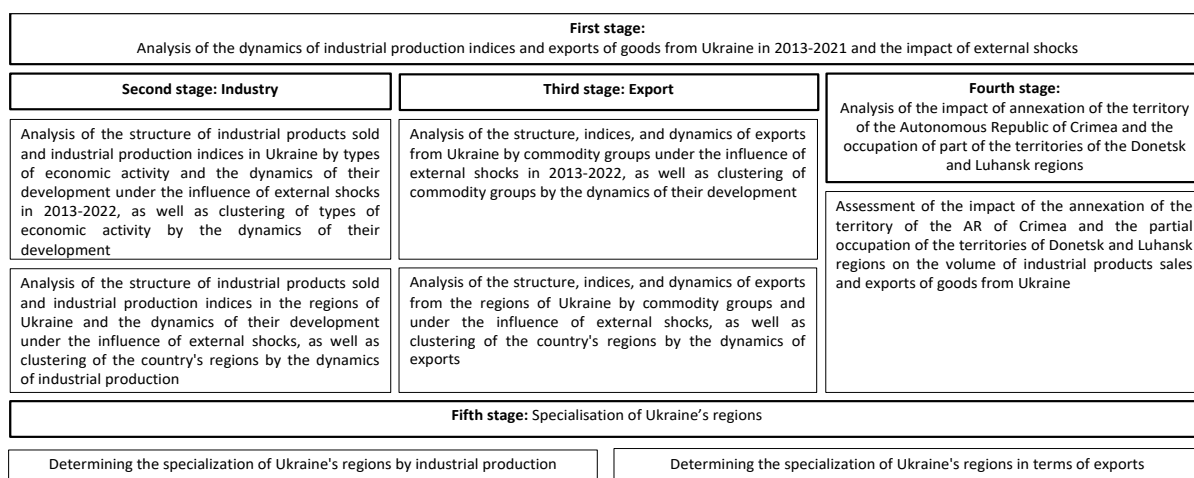 First stage:
Analysis of the dynamics of industrial production indices and exports of goods from Ukraine in 2013-2021 and the impact of external shocks
Second stage: Industry
Analysis of the structure of industrial products sold
and industrial production indices in Ukraine by types
of economic activity and the dynamics of their
development under the influence of external shocks
in 2013-2022, as well as clustering of types of
economic activity by the dynamics of their
development
Analysis of the structure of industrial products sold
and industrial production indices in the regions of
Ukraine and the dynamics of their development
under the influence of external shocks, as well as
clustering of the country's regions by the dynamics
of industrial production
Third stage: Export
Analysis of the structure, indices, and dynamics of exports
from Ukraine by commodity groups under the influence of
external shocks in 2013-2022, as well as clustering of
commodity groups by the dynamics of their development
Analysis of the structure, indices, and dynamics of exports
from the regions of Ukraine by commodity groups and
under the influence of external shocks, as well as
clustering of the country's regions by the dynamics of
exports
Fourth stage:
Analysis of the impact of annexation of the territory
of the Autonomous Republic of Crimea and the
occupation of part of the territories of the Donetsk
and Luhansk regions
Assessment of the impact of the annexation of the
territory of the AR of Crimea and the partial
occupation of the territories of Donetsk and Luhansk
regions on the volume of industrial products sales
and exports of goods from Ukraine
Fifth stage: Specialisation of Ukraine’s regions
Determining the specialization of Ukraine's regions by industrial production
Determining the specialization of Ukraine's regions in terms of exports